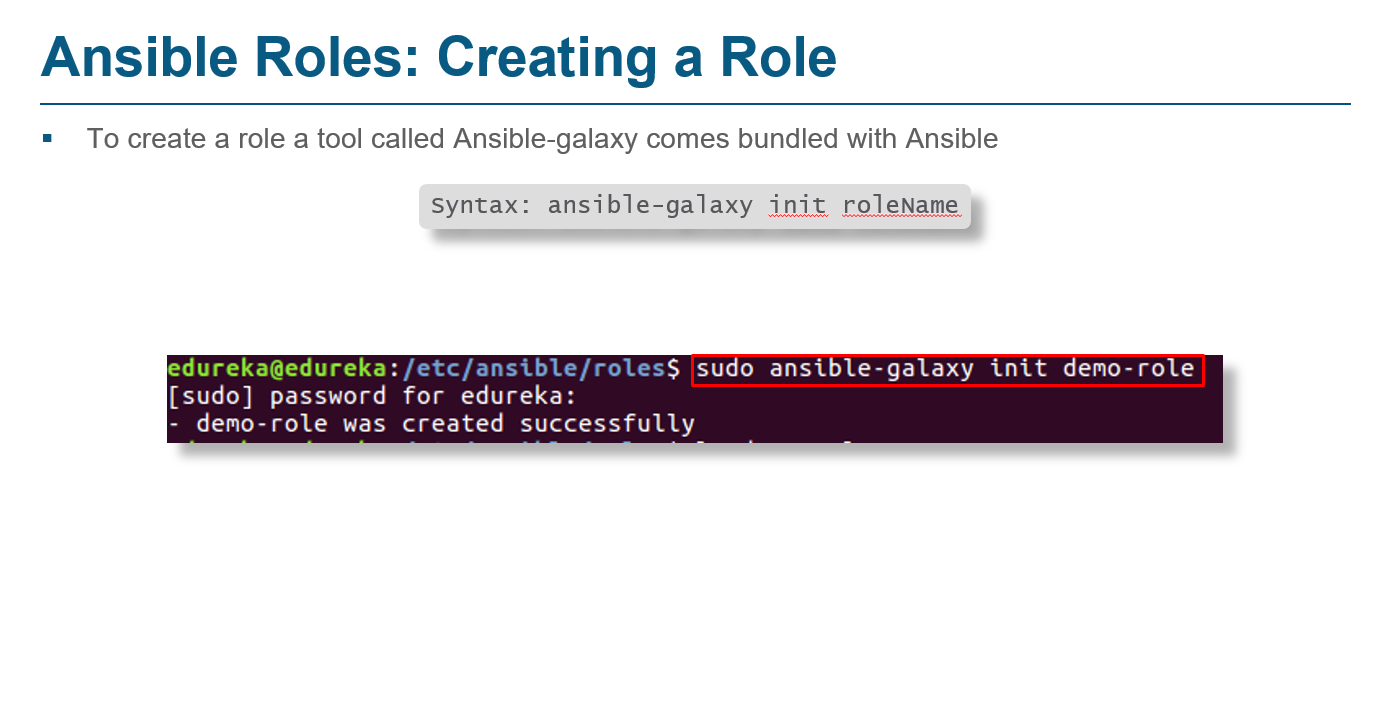 Ansible Roles: Creating a Role
▪ To create a role a tool called Ansible-galaxy comes bundled with Ansible
Syntax: ansible-galaxy init roleName
edureka@edureka:/etc/ansible/roles$ sudo ansible-galaxy init demo-role
[sudo] password for edureka:
- demo-role was created successfully